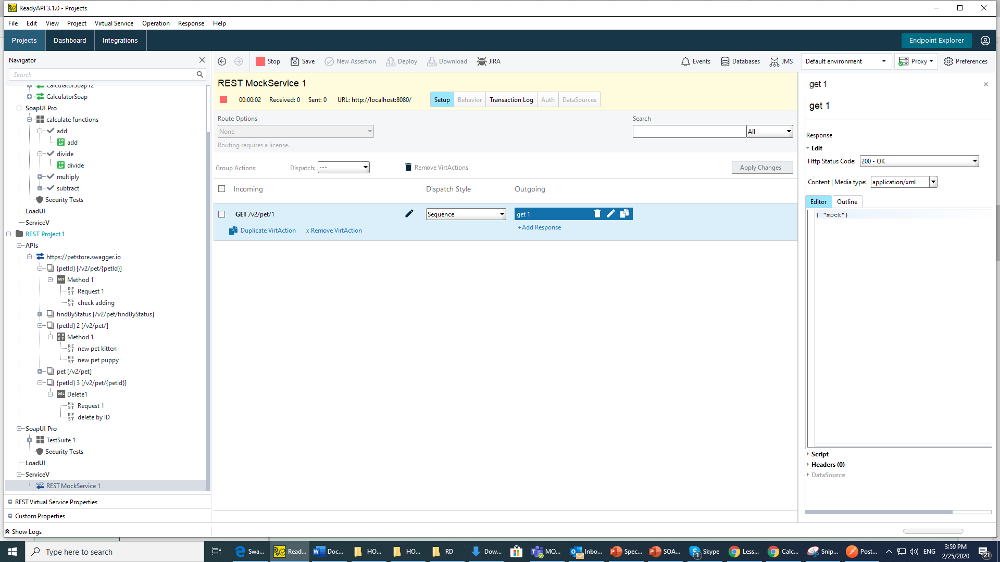 ReadyAPI 3.1.0 - Projects
File Edit View Project Virtual Service Operation Response Help
Projects Dashboard Integrations Endpoint Explorer
Navigator
Search
Stop Save New Assertion Deploy Download JIRA Events Databases JMS Default environment Proxy Preferences
CalculatorSoap12
CalculatorSoap
SoapUI Pro
calculate functions
add
add
divide
divide
multiply
subtract
Security Tests
LoadUI
ServiceV
REST Project 1
APIs
https://petstore.swagger.io
{petId} [/v2/pet/{petId}]
GET Method 1
REST Request 1
REST check adding
findByStatus [/v2/pet/findByStatus]
{petId} 2 [/v2/pet/]
POST Method 1
REST new pet kitten
REST new pet puppy
pet [/v2/pet]
{petId} 3 [/v2/pet/{petId}]
DEL Delete1
REST Request 1
REST delete by ID
SoapUI Pro
TestSuite 1
Security Tests
LoadUI
ServiceV
REST MockService 1
REST Virtual Service Properties
Custom Properties
Show Logs
REST MockService 1
00:00:02 Received: 0 Sent: 0 URL: http://localhost:8080/ Setup Behavior Transaction Log Auth DataSources
Route Options Search
None All
Routing requires a license.
Group Actions: Dispatch: --- Remove VirtActions Apply Changes
Incoming Dispatch Style Outgoing
GET /v2/pet/1 Sequence get 1
Duplicate VirtAction x Remove VirtAction +Add Response
get 1
get 1
Response
Edit
Http Status Code: 200 - OK
Content | Media type: application/xml
Editor Outline
{ "mock"}
Script
Headers (0)
DataSource
Type here to search Swa... Read... Doc... HO... HO... RD Dow... MQ... Inbo... Spec... SOA... Skype Less... Calc... Snip... Post... ENG 3:59 PM
2/25/2020 21